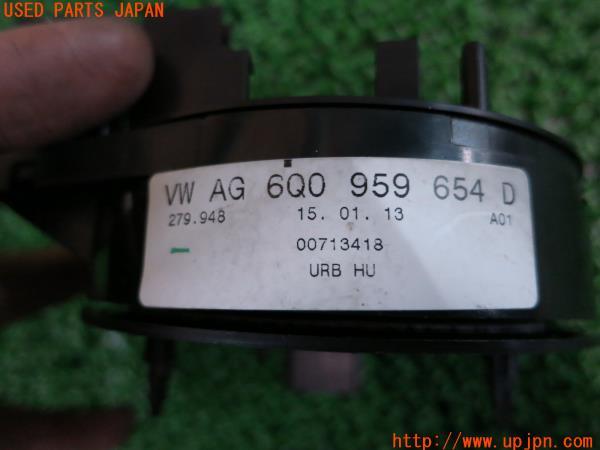 USED PARTS JAPAN
VW AG 6Q0 959 654 D
279.948 15.01.13 A01
00713418
URB HU
http://www.upjpn.com/